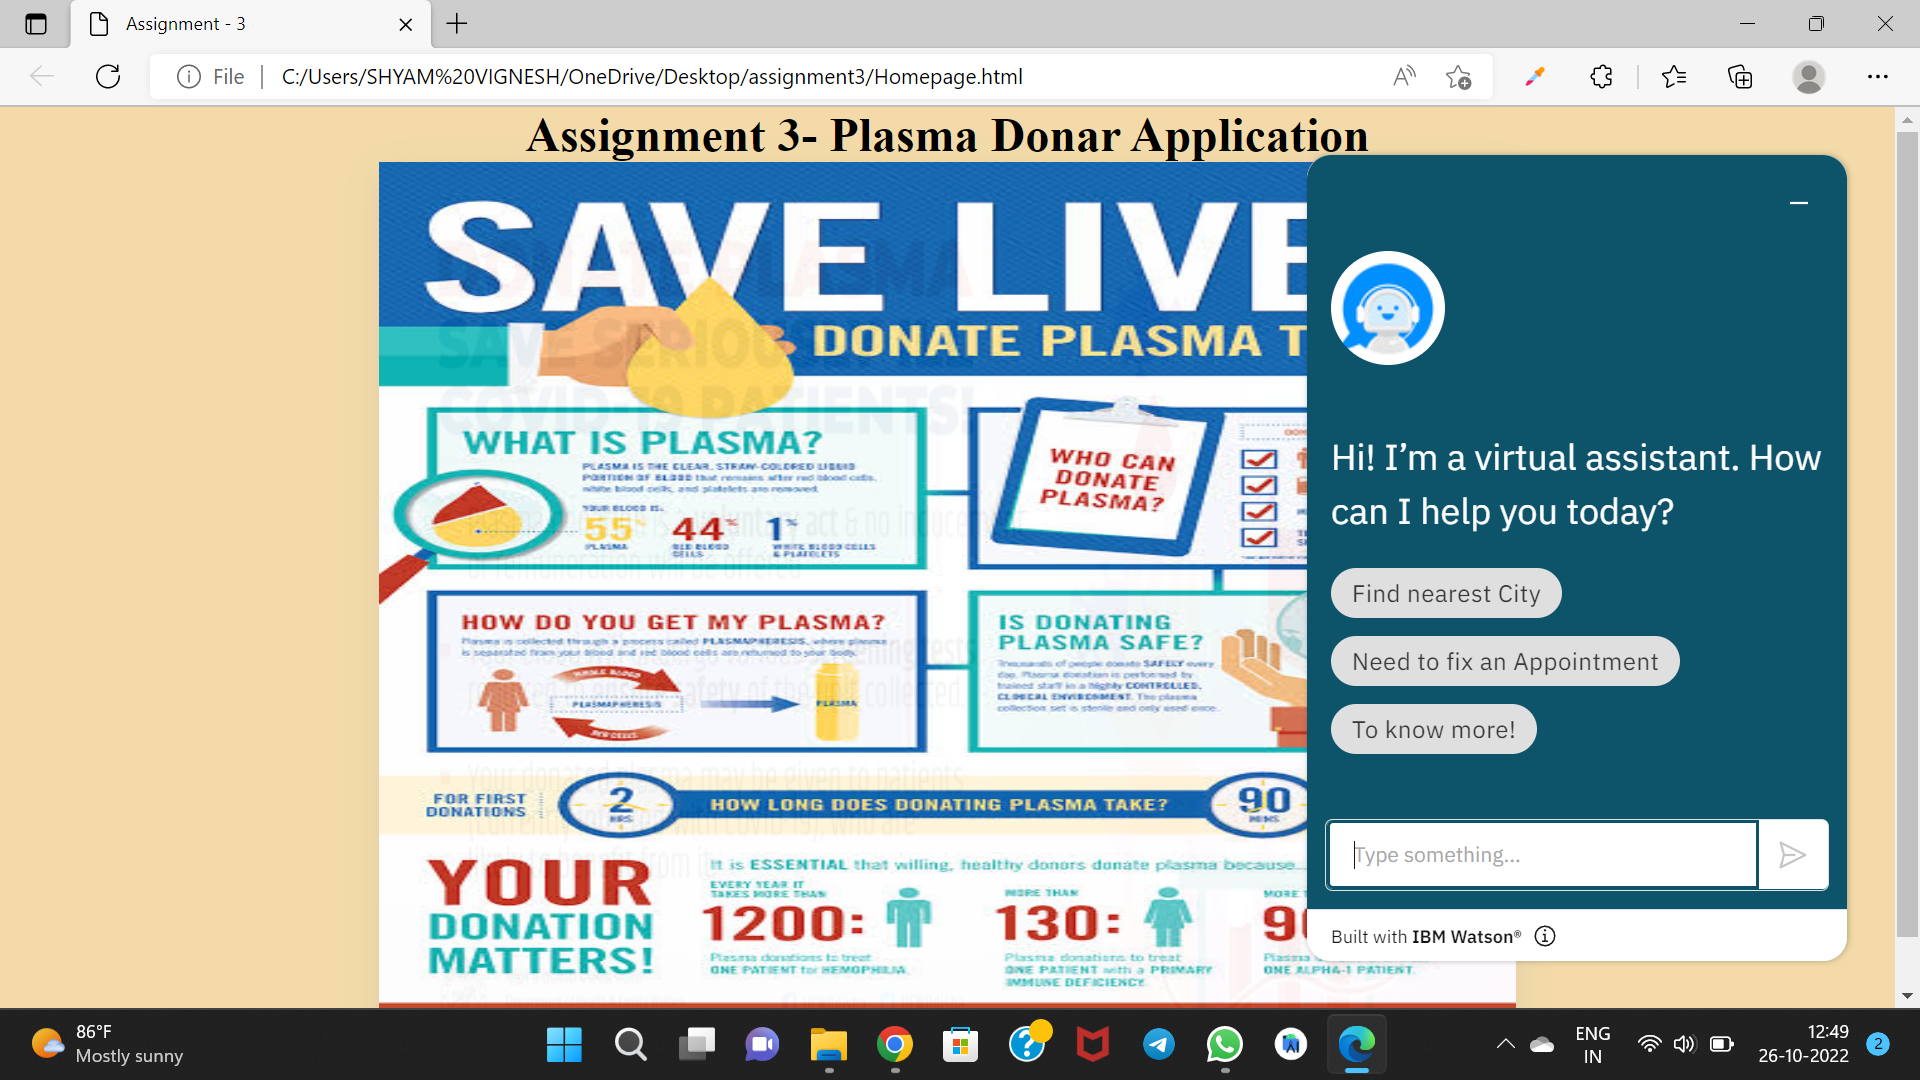 Assignment - 3
File
C:/Users/SHYAM%20VIGNESH/OneDrive/Desktop/assignment3/Homepage.html
Assignment 3- Plasma Donar Application
SAVE LIVE
DONATE PLASMA T
WHAT IS PLASMA?
PLASMA IS THE CLEAR, STRAW-COLORED LIQUID
PORTION OF BLOOD that remains after red blood cells,
white blood cells, and platelets are removed.
YOUR BLOOD IS:
55%
PLASMA
44%
RED BLOOD
CELLS
1%
WHITE BLOOD CELLS
& PLATELETS
WHO CAN
DONATE
PLASMA?
HOW DO YOU GET MY PLASMA?
Plasma is collected through a process called PLASMAPHERESIS, where plasma
is separated from your blood and red blood cells are returned to your body.
WHOLE BLOOD
PLASMAPHERESIS
RED CELLS
PLASMA
IS DONATING
PLASMA SAFE?
Thousands of people donate SAFELY every
day. Plasma donation is performed by
trained staff in a highly CONTROLLED,
CLINICAL ENVIRONMENT. The plasma
collection set is sterile and only used once.
FOR FIRST
DONATIONS
2
HRS
HOW LONG DOES DONATING PLASMA TAKE?
90
MINS
YOUR
DONATION
MATTERS!
It is ESSENTIAL that willing, healthy donors donate plasma because...
EVERY YEAR IT
TAKES MORE THAN
1200:
Plasma donations to treat
ONE PATIENT for HEMOPHILIA.
MORE THAN
130:
Plasma donations to treat
ONE PATIENT with a PRIMARY
IMMUNE DEFICIENCY
MORE
90
Plasma
ONE ALPHA-1 PATIENT.
SAVE SERIOUS
COVID 19 PATIENTS!
Hi! I’m a virtual assistant. How
can I help you today?
Find nearest City
Need to fix an Appointment
To know more!
Type something...
Built with IBM Watson®
86°F
Mostly sunny
ENG
IN
12:49
26-10-2022
2